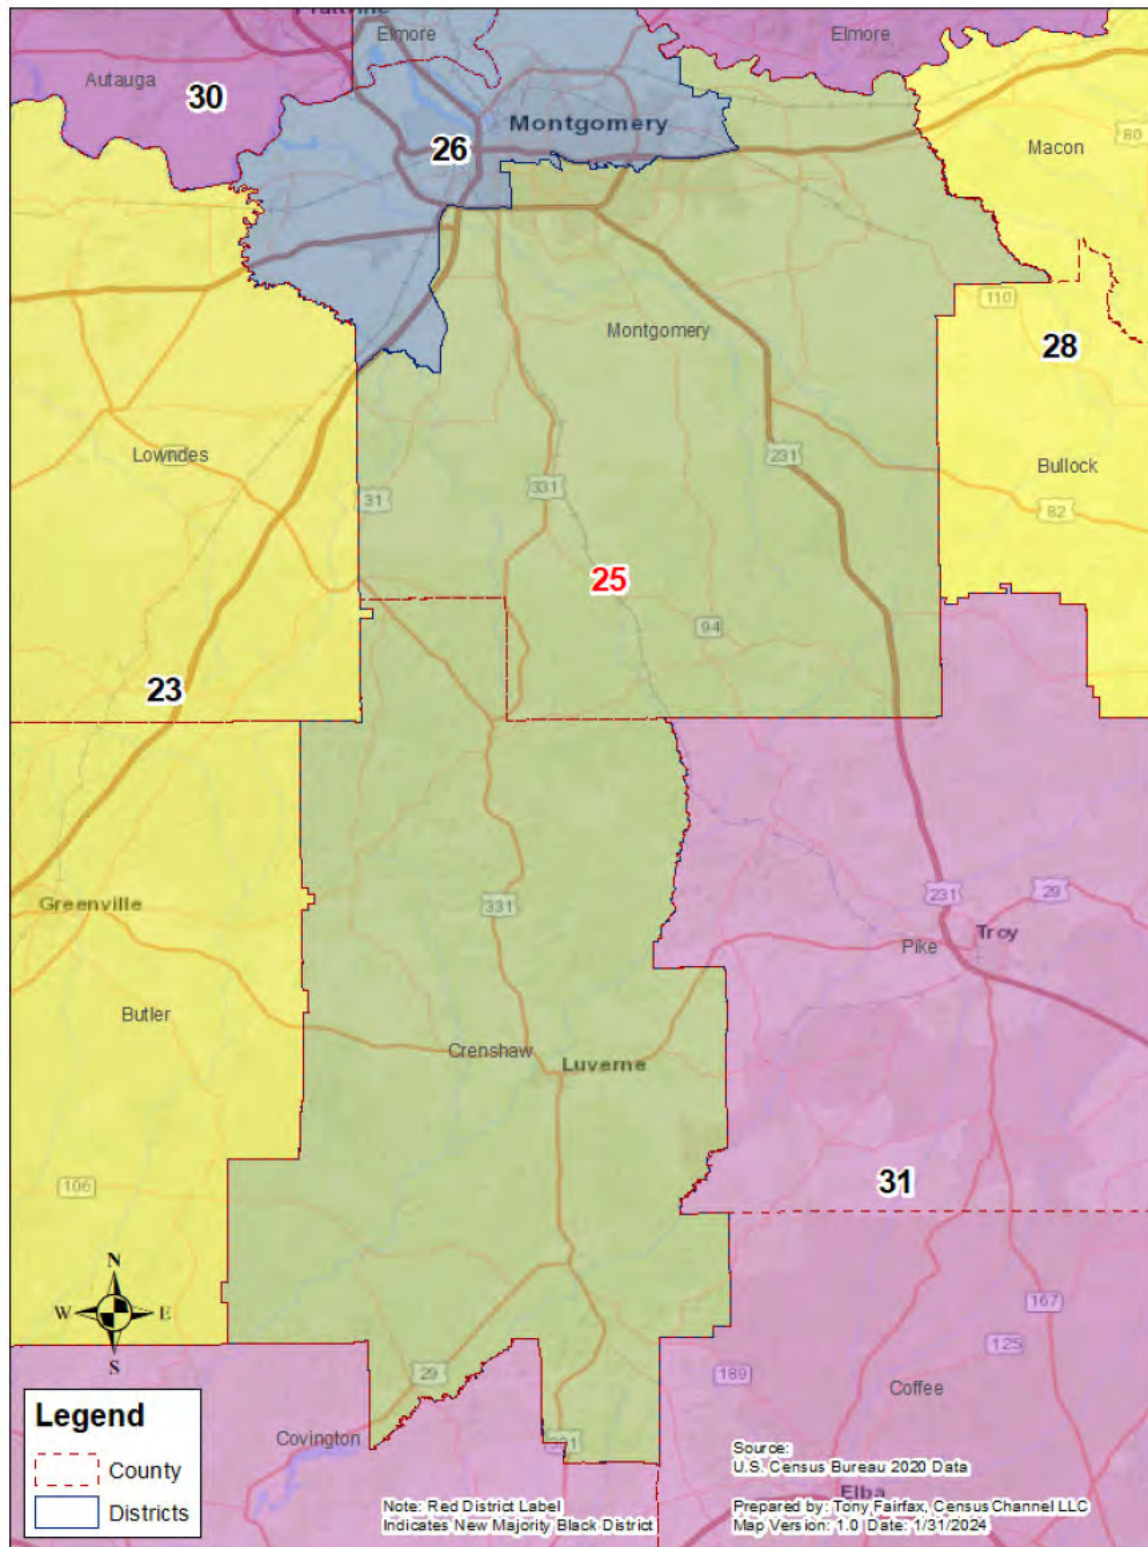 Prattville
Elmore
Elmore
Autauga
30
Montgomery
26
80
Macon
110
Montgomery
28
Lowndes
231
Bullock
331
31
82
25
94
23
331
231
29
Greenville
Troy
Pike
Butler
Crenshaw
Luverne
106
31
N
W
E
S
167
125
29
189
Coffee
Legend
County
Districts
Covington
331
Source:
U.S. Census Bureau 2020 Data
Elba
Note: Red District Label
Indicates New Majority Black District
Prepared by: Tony Fairfax, CensusChannel LLC
Map Version: 1.0 Date: 1/31/2024